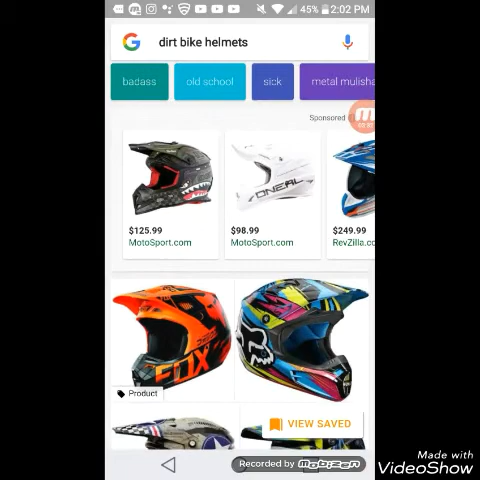 45% 2:02 PM
dirt bike helmets
badass
old school
sick
metal mulisha
Sponsored
$125.99
MotoSport.com
$98.99
MotoSport.com
$249.99
RevZilla.co
O'NEAL
FOX
Product
VIEW SAVED
Recorded by mobizen
Made with
VideoShow